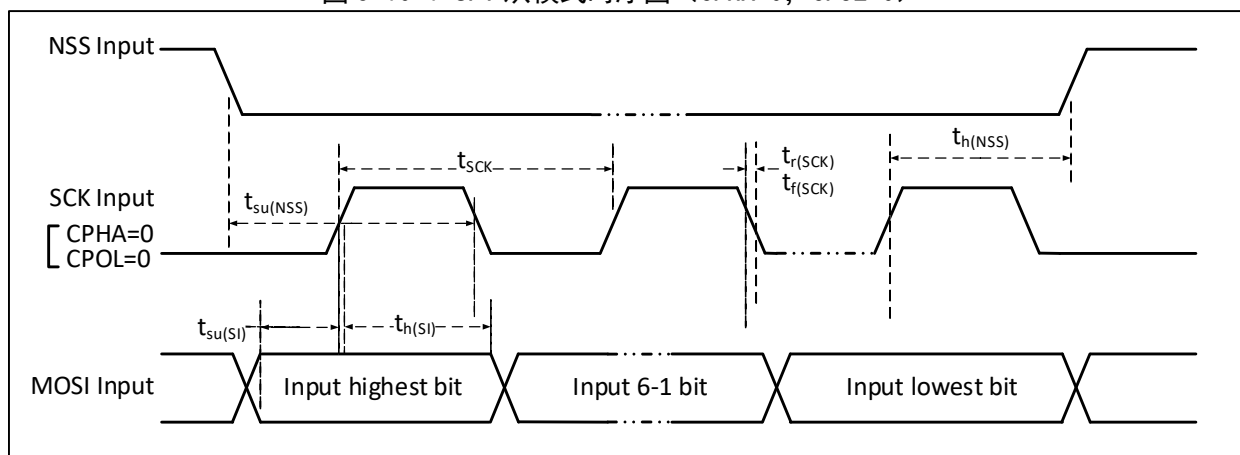 NSS Input
th(NSS)
tSCK
tr(SCK)
tf(SCK)
SCK Input
tsu(NSS)
CPHA=0
CPOL=0
tsu(SI)
th(SI)
MOSI Input
Input highest bit
Input 6-1 bit
Input lowest bit